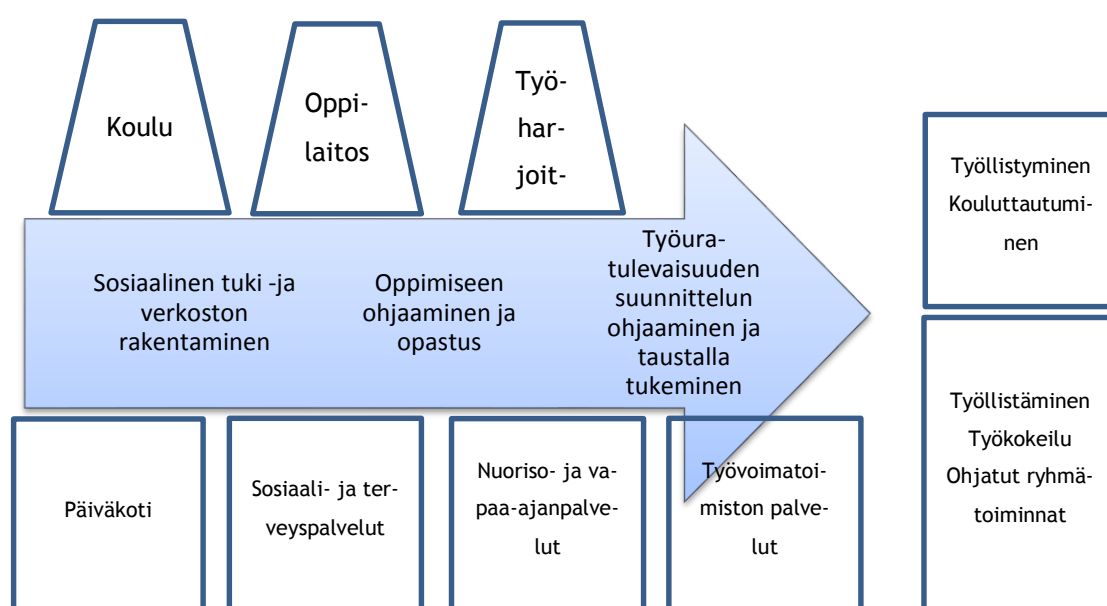 Koulu
Oppi-
laitos
Työ-
har-
joit-
Työllistyminen
Kouluttautumi-
nen
Sosiaalinen tuki -ja
verkoston
rakentaminen
Oppimiseen
ohjaaminen ja
opastus
Työura-
tulevaisuuden
suunnittelun
ohjaaminen ja
taustalla
tukeminen
Päiväkoti
Sosiaali- ja ter-
veyspalvelut
Nuoriso- ja va-
paa-ajanpalve-
lut
Työvoimatoi-
miston palve-
lut
Työllistäminen
Työkokeilu
Ohjatut ryhmä-
toiminnat